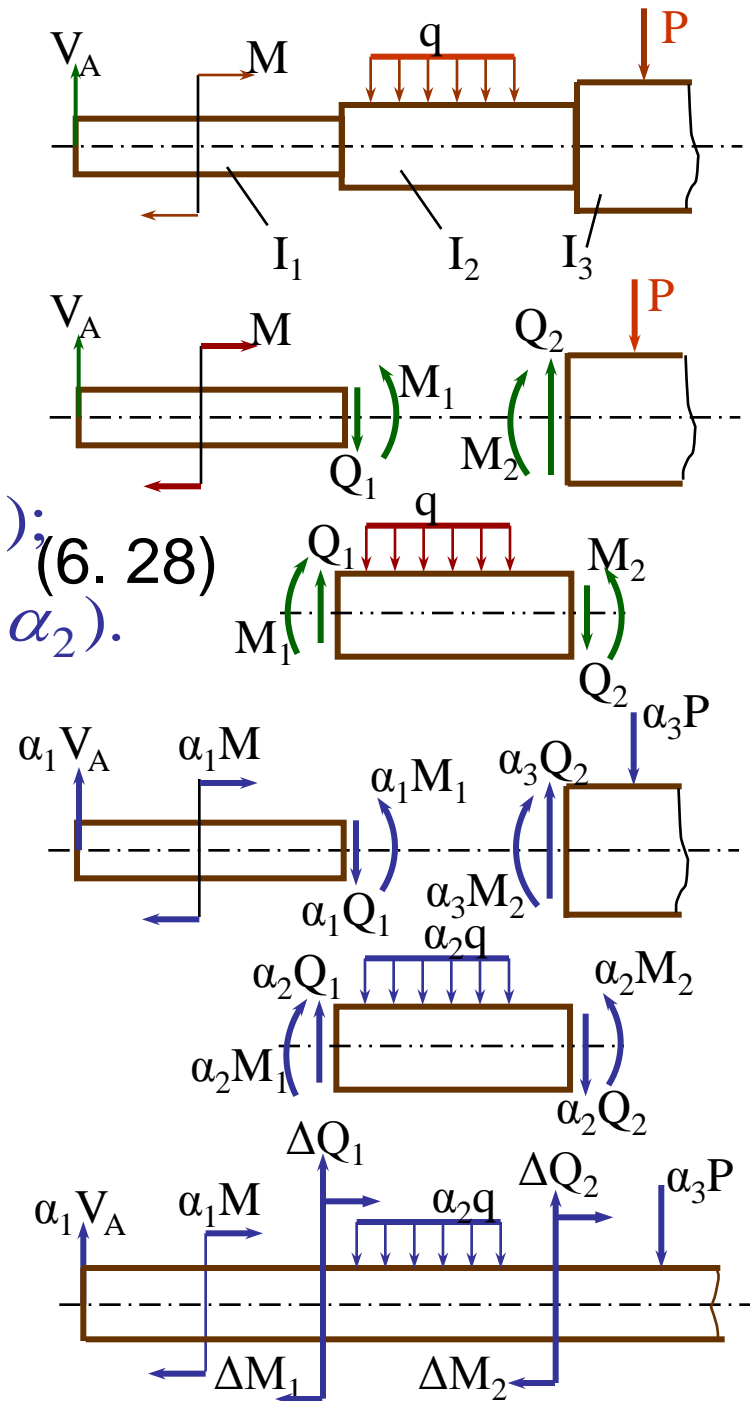 V_A M q P
I_1 I_2 I_3
V_A M P
Q_2
M_1
M_2
Q_1
); q
(6. 28) Q_1 M_2
α_2).
M_1 Q_2
α_3P
α_1V_A α_1M α_3Q_2
α_1M_1
α_3M_2
α_1Q_1
α_2q
α_2Q_1 α_2M_2
α_2M_1
α_2Q_2
ΔQ_1
ΔQ_2 α_3P
α_1V_A α_1M α_2q
ΔM_1 ΔM_2